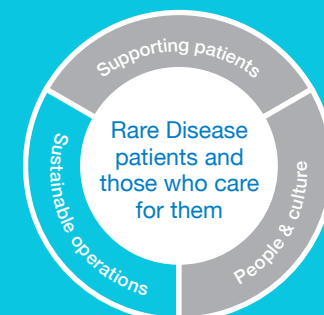 Supporting patients
Rare Disease
patients and
those who care
for them
Sustainable operations
People & culture